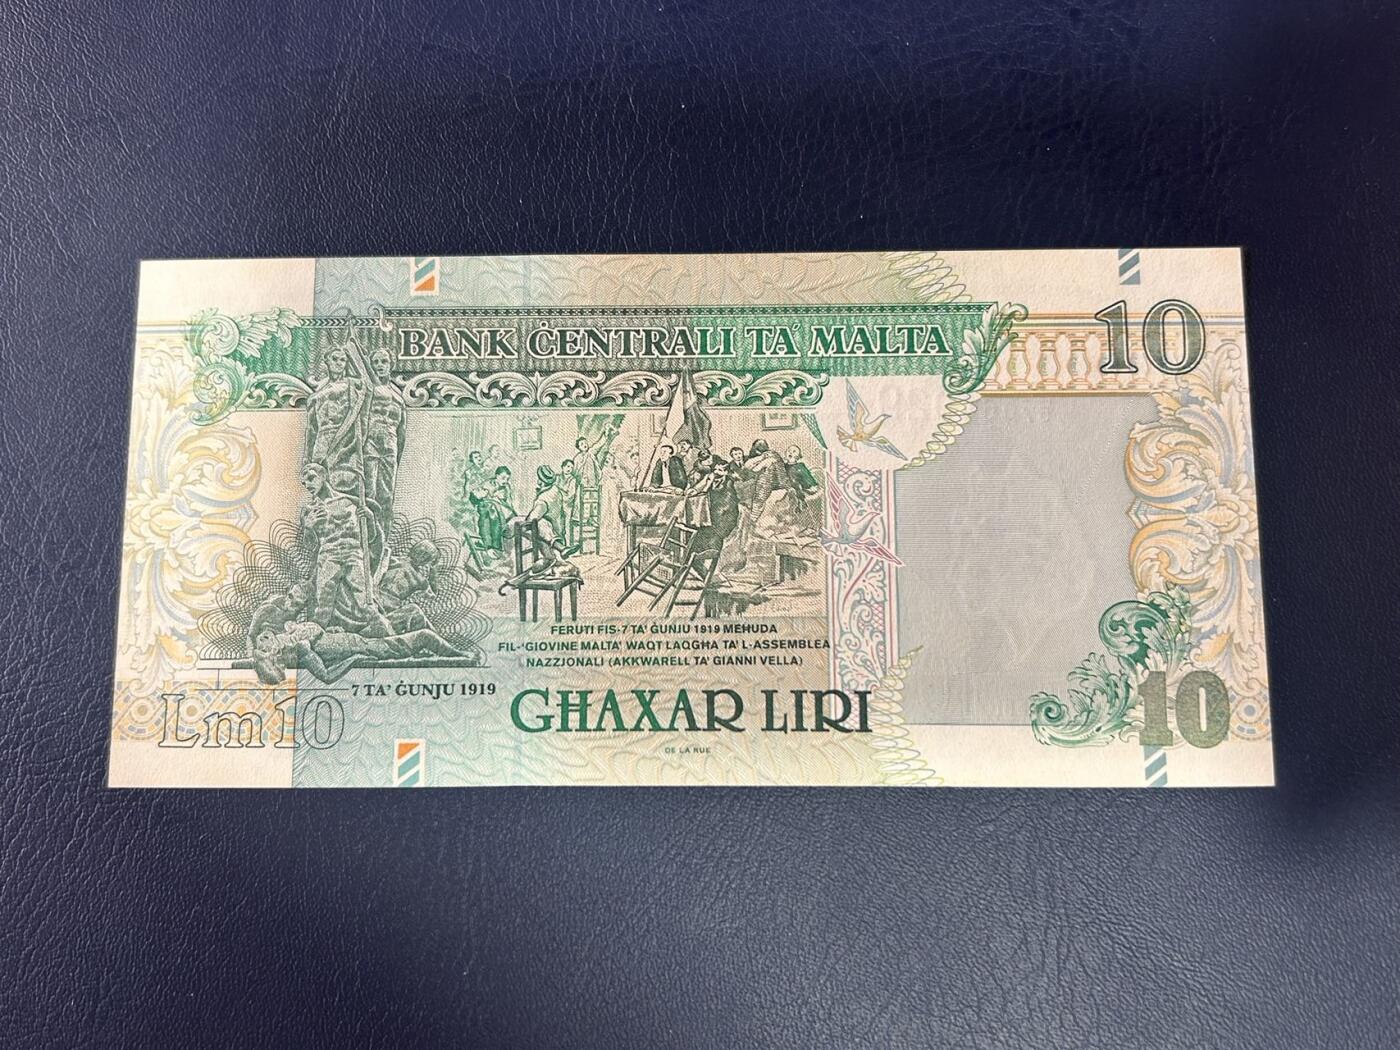 BANK ĊENTRALI TA' MALTA
10
FERUTI FIS-7 TA' ĠUNJU 1919 MEHUDA
FIL-'GIOVINE MALTA' WAQT LAQGĦA TA' L-ASSEMBLEA
NAZZJONALI (AKKWARELL TA' GIANNI VELLA)
7 TA' ĠUNJU 1919
Lm10
GĦAXAR LIRI
10
DE LA RUE